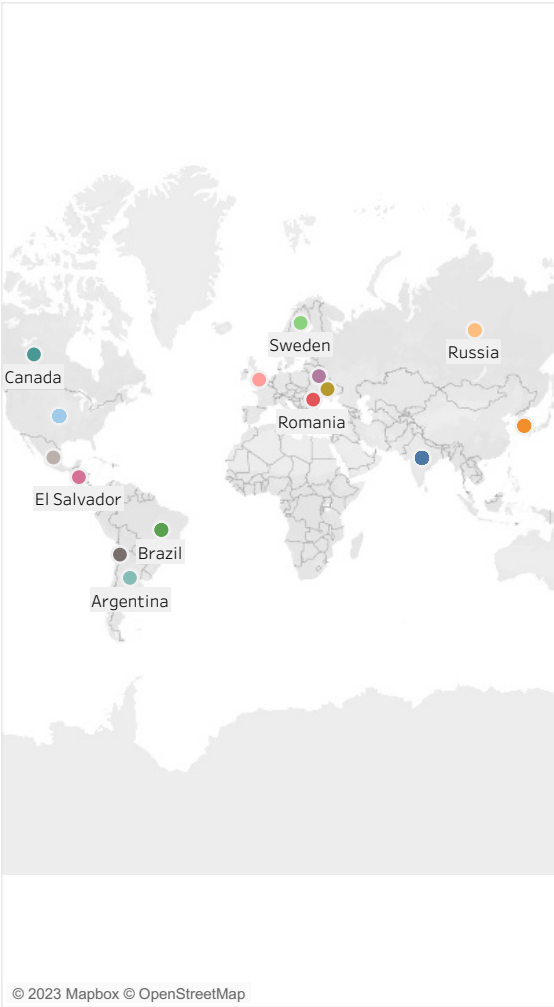 Sweden
Russia
Canada
Romania
El Salvador
Brazil
Argentina
© 2023 Mapbox © OpenStreetMap